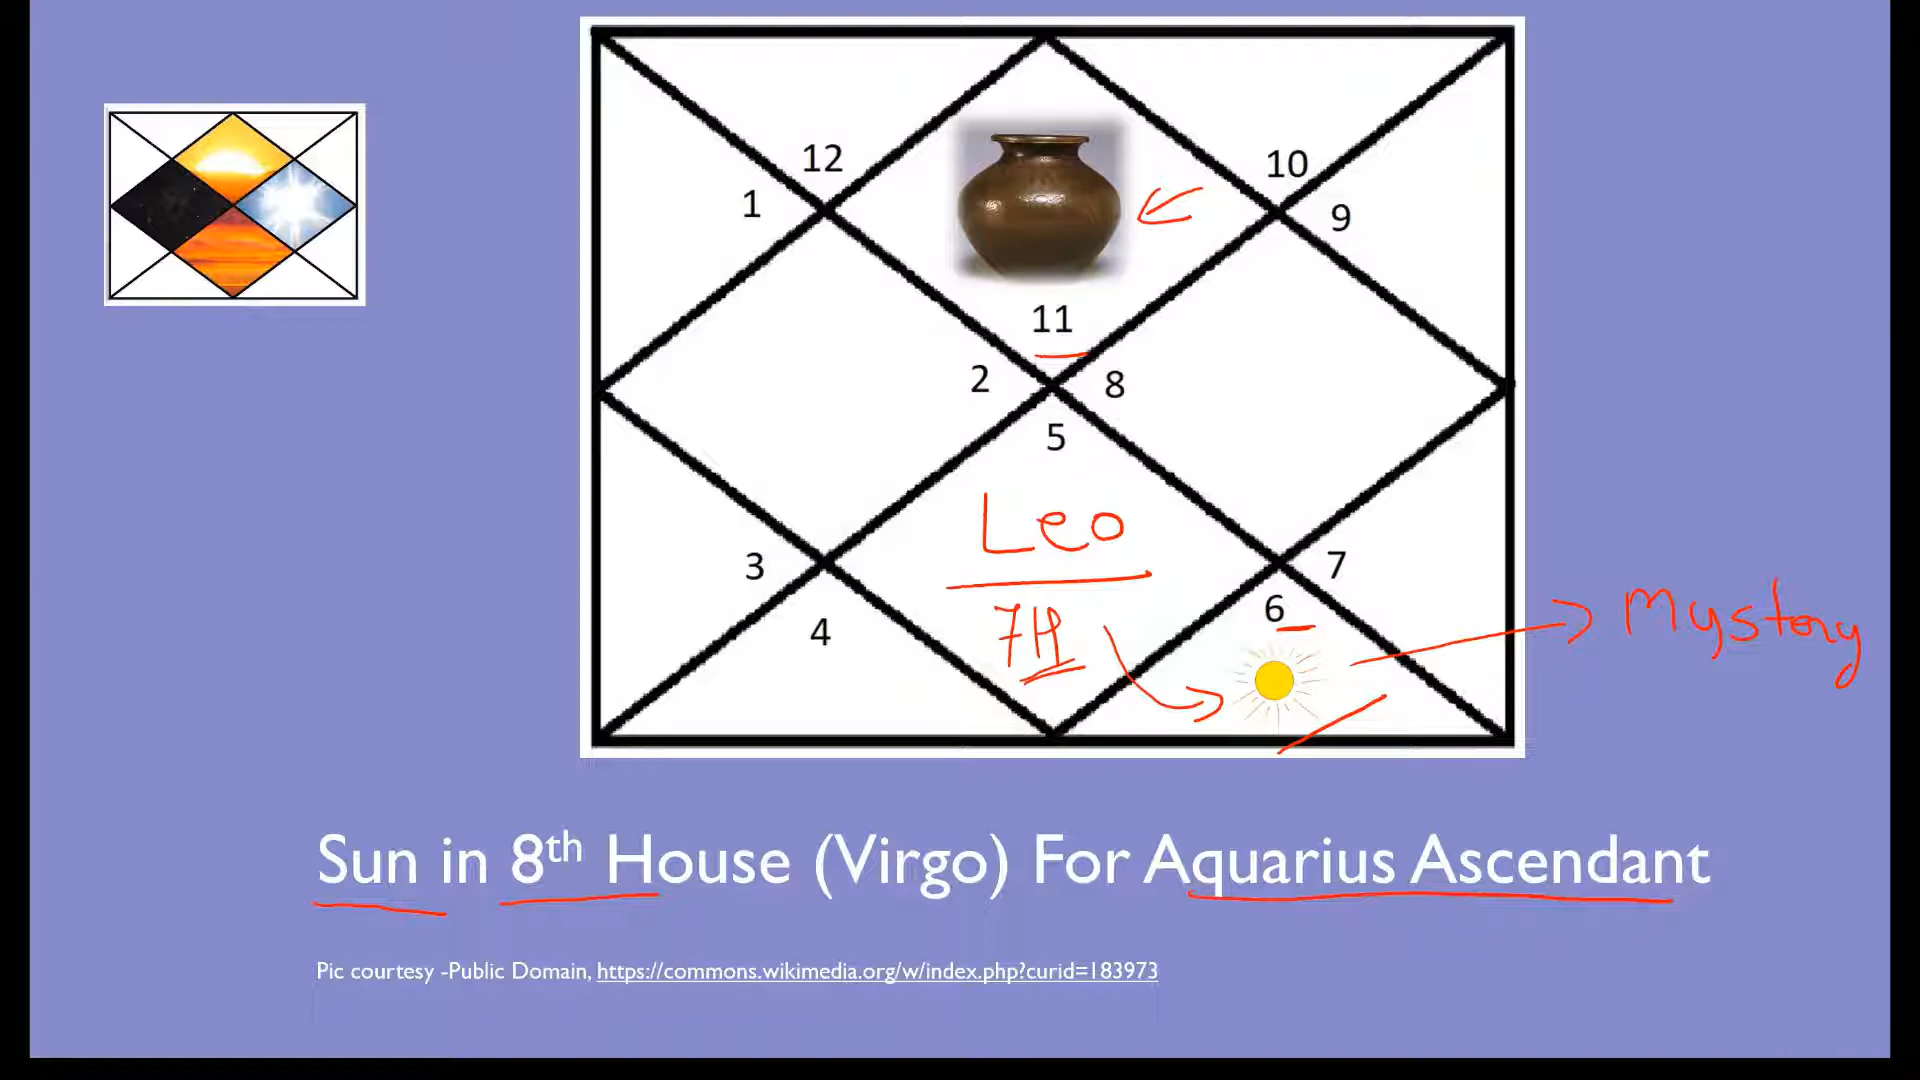 12
10
1
9
11
2
8
5
Leo
3
7
6
Mystery
4
7H
Sun in 8th House (Virgo) For Aquarius Ascendant
Pic courtesy -Public Domain, https://commons.wikimedia.org/w/index.php?curid=183973